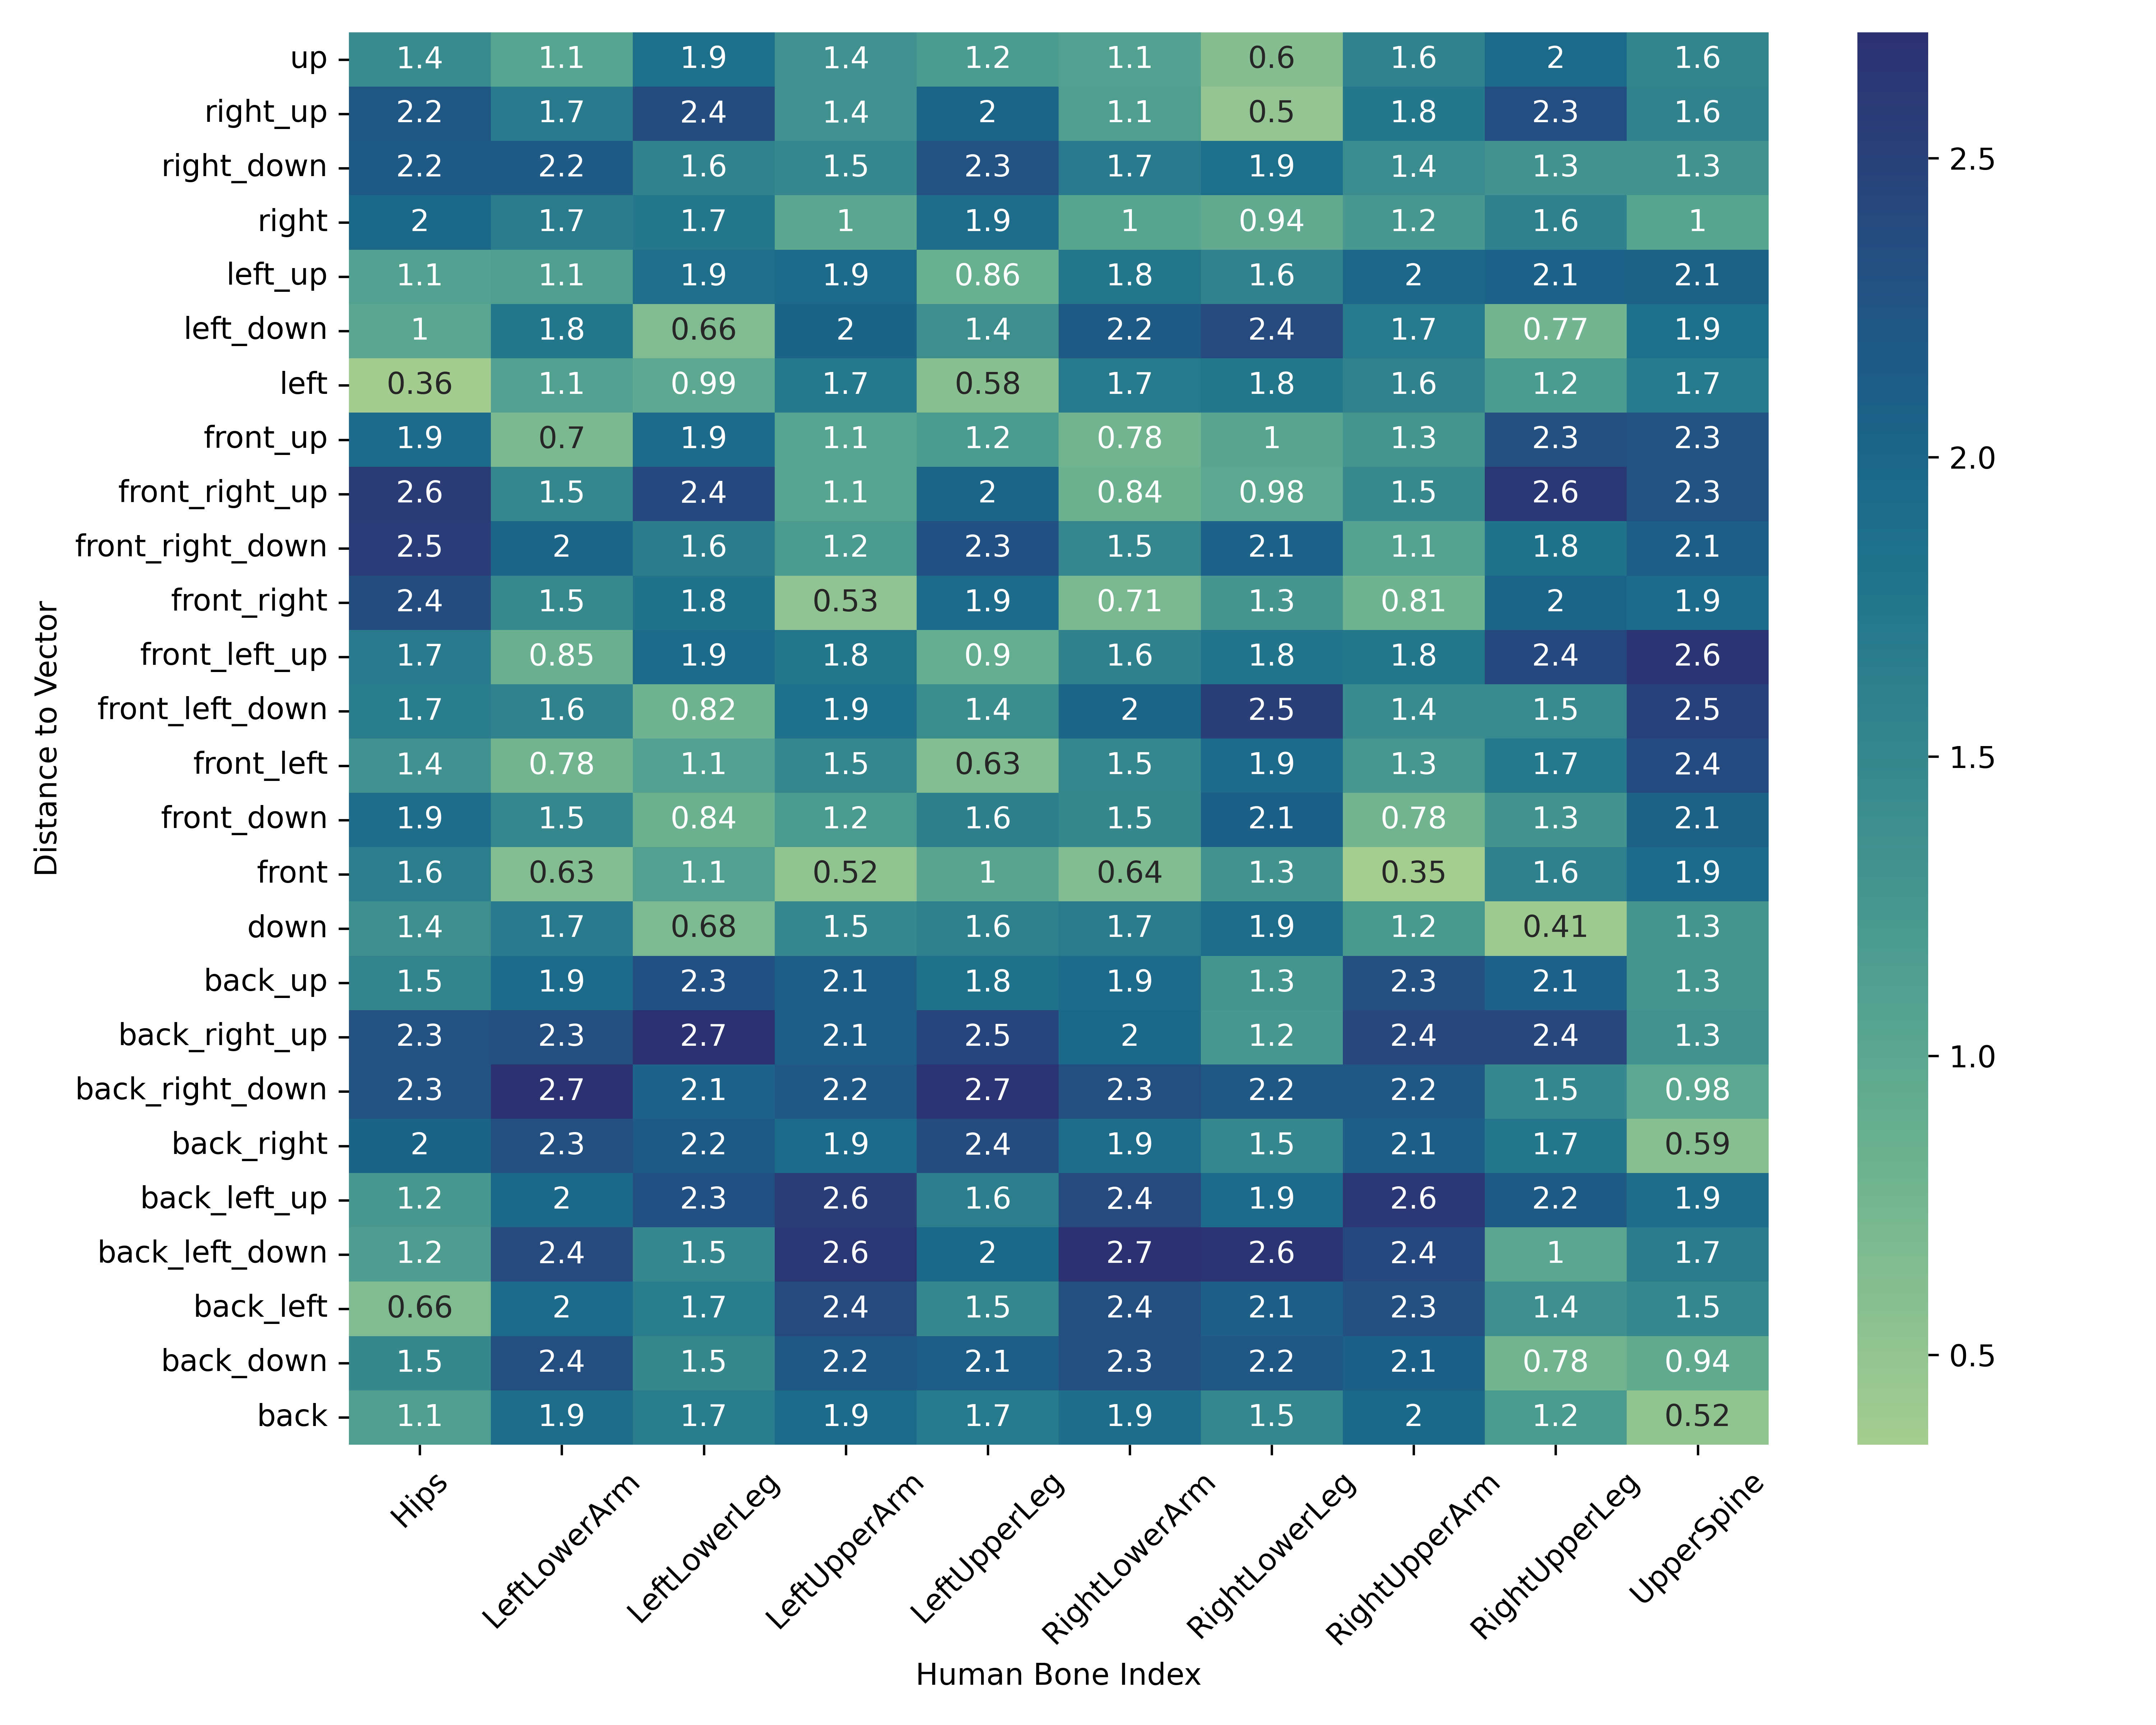 up 1.4 1.1 1.9 1.4 1.2 1.1 0.6 1.6 2 1.6
right_up 2.2 1.7 2.4 1.4 2 1.1 0.5 1.8 2.3 1.6
right_down 2.2 2.2 1.6 1.5 2.3 1.7 1.9 1.4 1.3 1.3
right 2 1.7 1.7 1 1.9 1 0.94 1.2 1.6 1
left_up 1.1 1.1 1.9 1.9 0.86 1.8 1.6 2 2.1 2.1
left_down 1 1.8 0.66 2 1.4 2.2 2.4 1.7 0.77 1.9
left 0.36 1.1 0.99 1.7 0.58 1.7 1.8 1.6 1.2 1.7
front_up 1.9 0.7 1.9 1.1 1.2 0.78 1 1.3 2.3 2.3
front_right_up 2.6 1.5 2.4 1.1 2 0.84 0.98 1.5 2.6 2.3
front_right_down 2.5 2 1.6 1.2 2.3 1.5 2.1 1.1 1.8 2.1
front_right 2.4 1.5 1.8 0.53 1.9 0.71 1.3 0.81 2 1.9
front_left_up 1.7 0.85 1.9 1.8 0.9 1.6 1.8 1.8 2.4 2.6
front_left_down 1.7 1.6 0.82 1.9 1.4 2 2.5 1.4 1.5 2.5
front_left 1.4 0.78 1.1 1.5 0.63 1.5 1.9 1.3 1.7 2.4
front_down 1.9 1.5 0.84 1.2 1.6 1.5 2.1 0.78 1.3 2.1
front 1.6 0.63 1.1 0.52 1 0.64 1.3 0.35 1.6 1.9
down 1.4 1.7 0.68 1.5 1.6 1.7 1.9 1.2 0.41 1.3
back_up 1.5 1.9 2.3 2.1 1.8 1.9 1.3 2.3 2.1 1.3
back_right_up 2.3 2.3 2.7 2.1 2.5 2 1.2 2.4 2.4 1.3
back_right_down 2.3 2.7 2.1 2.2 2.7 2.3 2.2 2.2 1.5 0.98
back_right 2 2.3 2.2 1.9 2.4 1.9 1.5 2.1 1.7 0.59
back_left_up 1.2 2 2.3 2.6 1.6 2.4 1.9 2.6 2.2 1.9
back_left_down 1.2 2.4 1.5 2.6 2 2.7 2.6 2.4 1 1.7
back_left 0.66 2 1.7 2.4 1.5 2.4 2.1 2.3 1.4 1.5
back_down 1.5 2.4 1.5 2.2 2.1 2.3 2.2 2.1 0.78 0.94
back 1.1 1.9 1.7 1.9 1.7 1.9 1.5 2 1.2 0.52
Hips LeftLowerArm LeftLowerLeg LeftUpperArm LeftUpperLeg RightLowerArm RightLowerLeg RightUpperArm RightUpperLeg UpperSpine
Human Bone Index
Distance to Vector
2.5
2.0
1.5
1.0
0.5